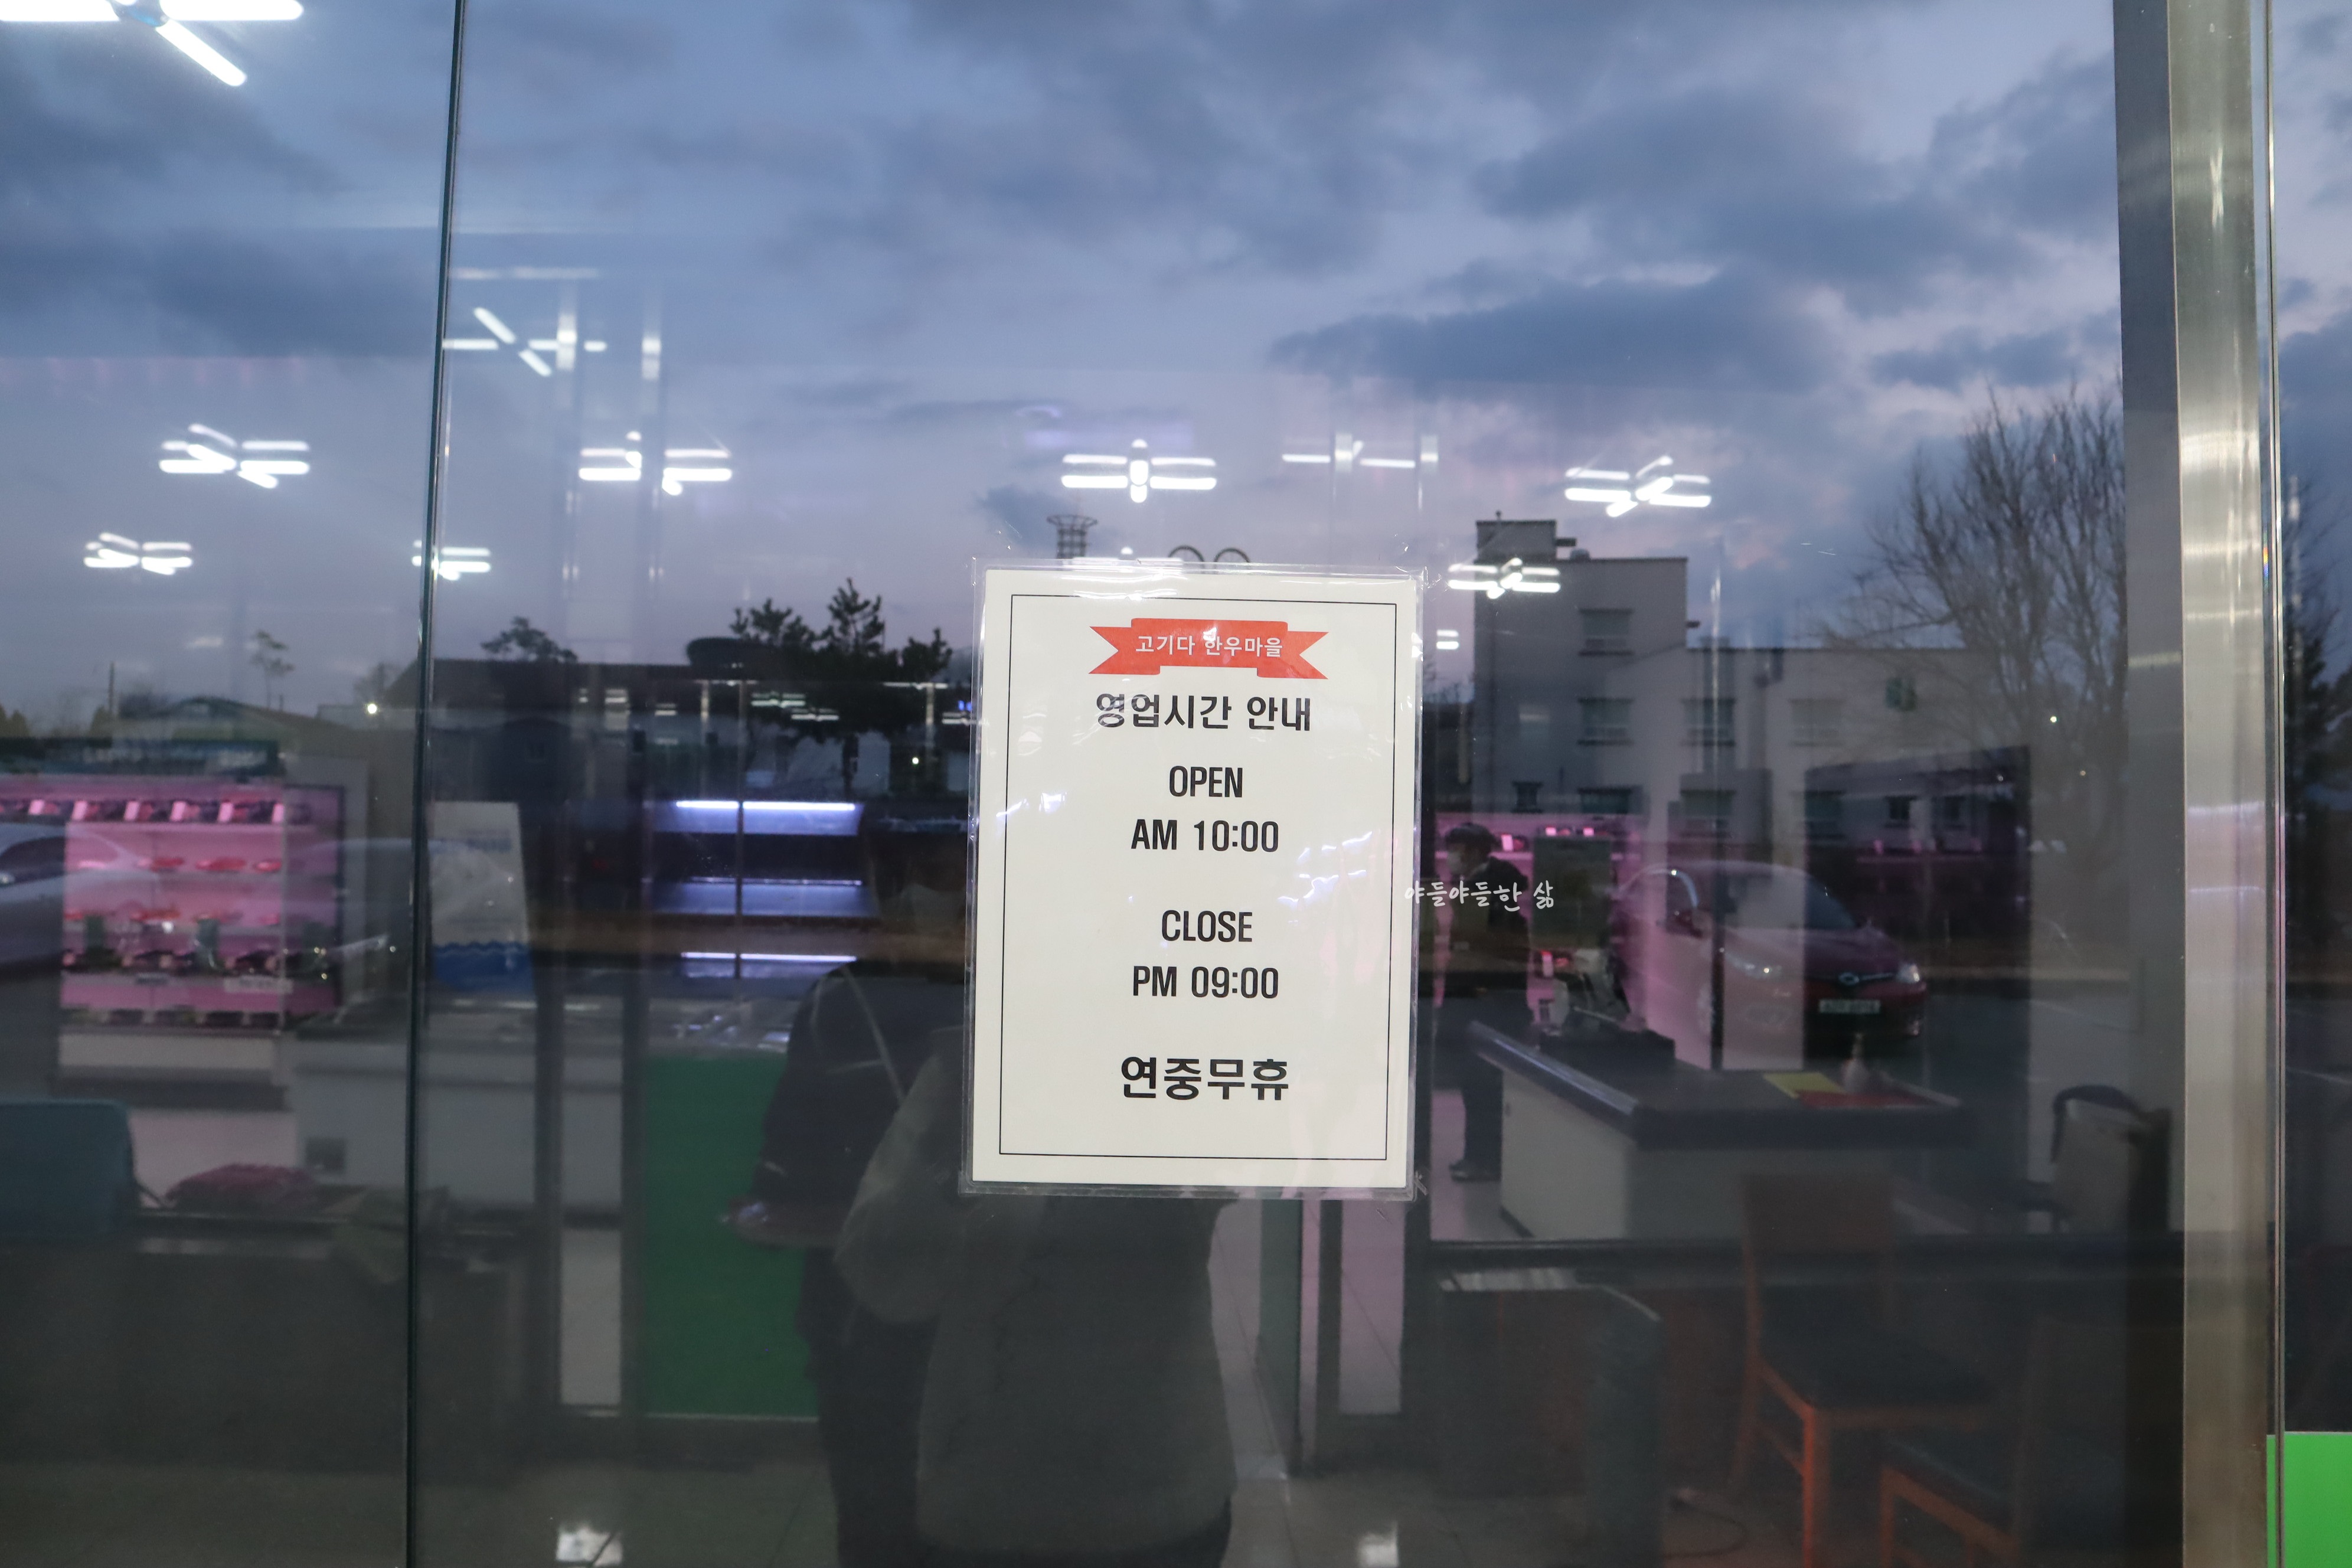 고기다 한우마을
영업시간 안내
OPEN
AM 10:00
CLOSE
PM 09:00
연중무휴
야들야들한 삶